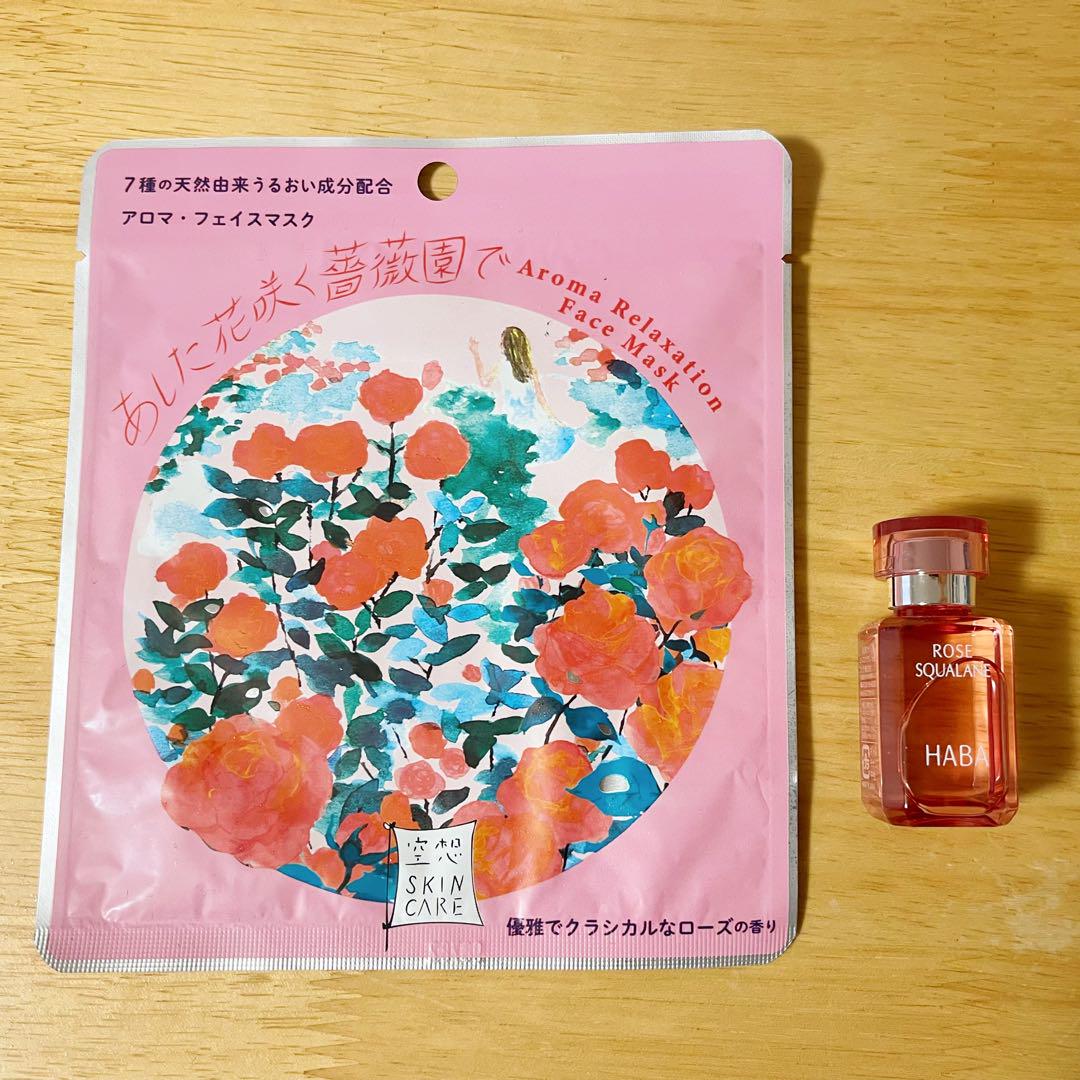 7種の天然由来うるおい成分配合
アロマ・フェイスマスク
あした花咲く薔薇園で
Aroma Relaxation
Face Mask
空想
SKIN
CARE
優雅でクラシカルなローズの香り
ROSE
SQUALANE
HABA